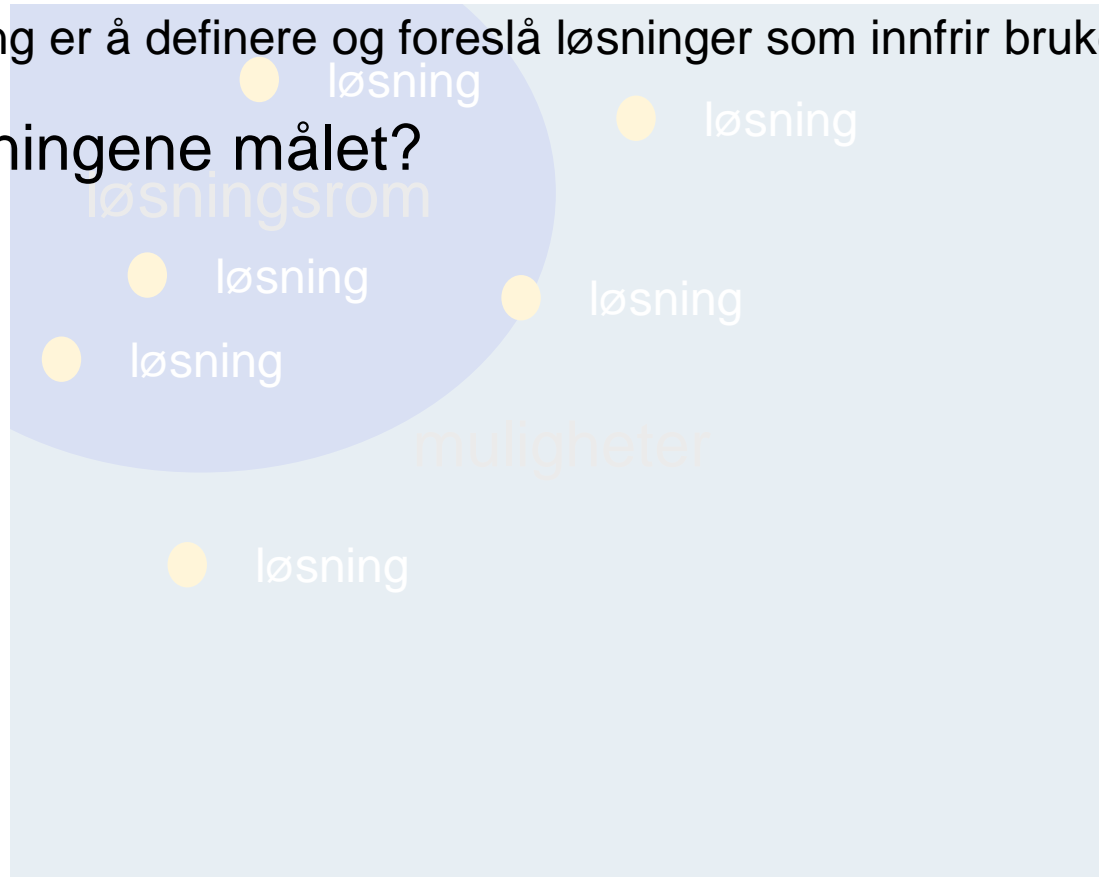 ng er å definere og foreslå løsninger som innfrir bruk
løsning
løsning
ningene målet?
løsningsrom
løsning
løsning
løsning
muligheter
løsning